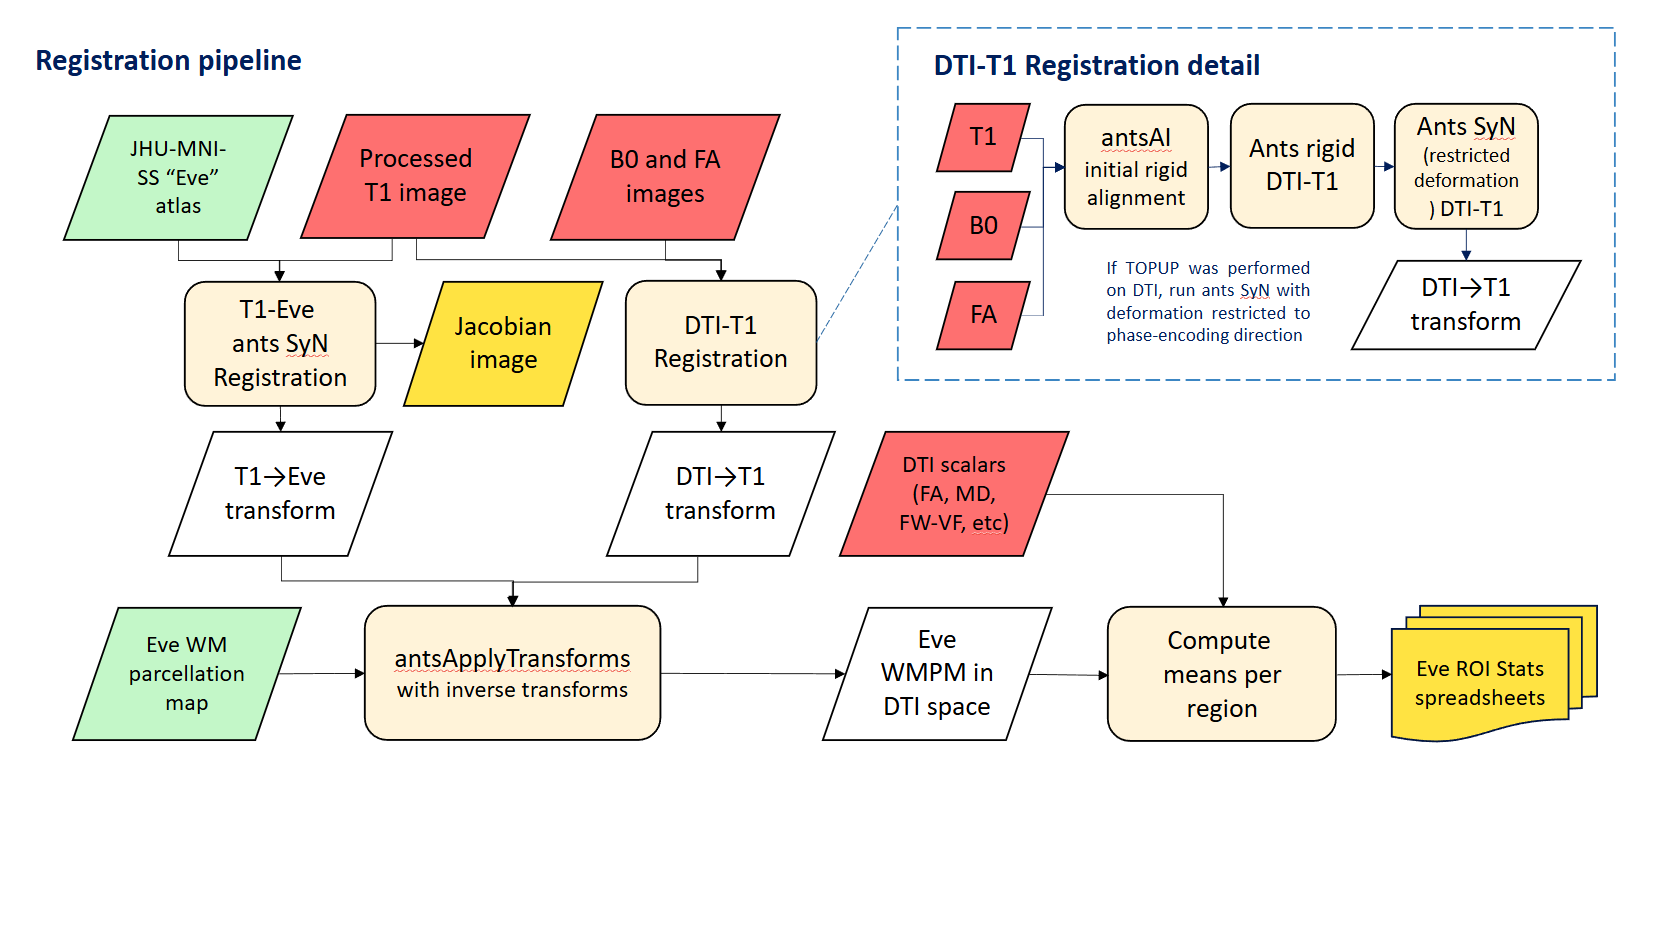 Registration pipeline
JHU-MNI-
SS “Eve”
atlas
Processed
T1 image
B0 and FA
images
T1-Eve
ants SyN
Registration
Jacobian
image
DTI-T1
Registration
T1→Eve
transform
DTI→T1
transform
DTI scalars
(FA, MD,
FW-VF, etc)
Eve WM
parcellation
map
antsApplyTransforms
with inverse transforms
Eve
WMPM in
DTI space
Compute
means per
region
Eve ROI Stats
spreadsheets
DTI-T1 Registration detail
T1
B0
FA
antsAI
initial rigid
alignment
Ants rigid
DTI-T1
Ants SyN
(restricted
deformation
) DTI-T1
If TOPUP was performed
on DTI, run ants SyN with
deformation restricted to
phase-encoding direction
DTI→T1
transform